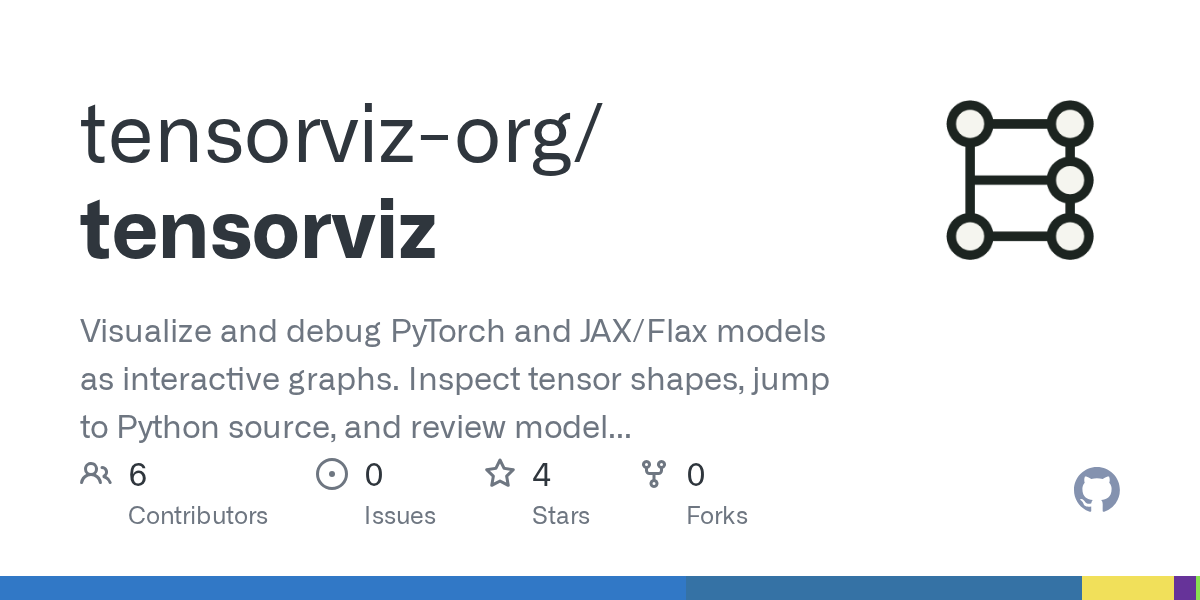 tensorviz-org/
tensorviz
Visualize and debug PyTorch and JAX/Flax models
as interactive graphs. Inspect tensor shapes, jump
to Python source, and review model...
6
Contributors
0
Issues
4
Stars
0
Forks